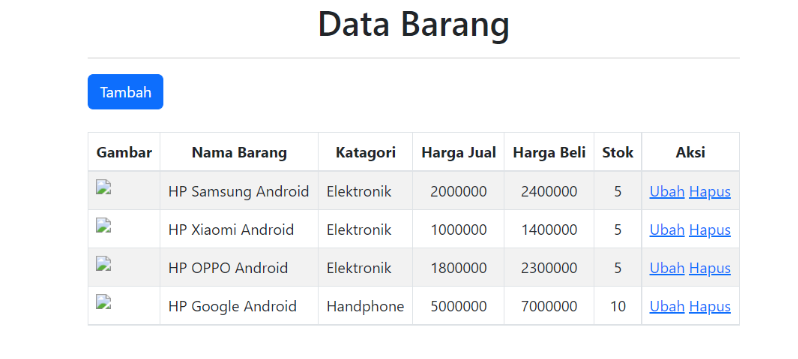 Data Barang
Tambah
Gambar Nama Barang Katagori Harga Jual Harga Beli Stok Aksi
HP Samsung Android Elektronik 2000000 2400000 5 Ubah Hapus
HP Xiaomi Android Elektronik 1000000 1400000 5 Ubah Hapus
HP OPPO Android Elektronik 1800000 2300000 5 Ubah Hapus
HP Google Android Handphone 5000000 7000000 10 Ubah Hapus